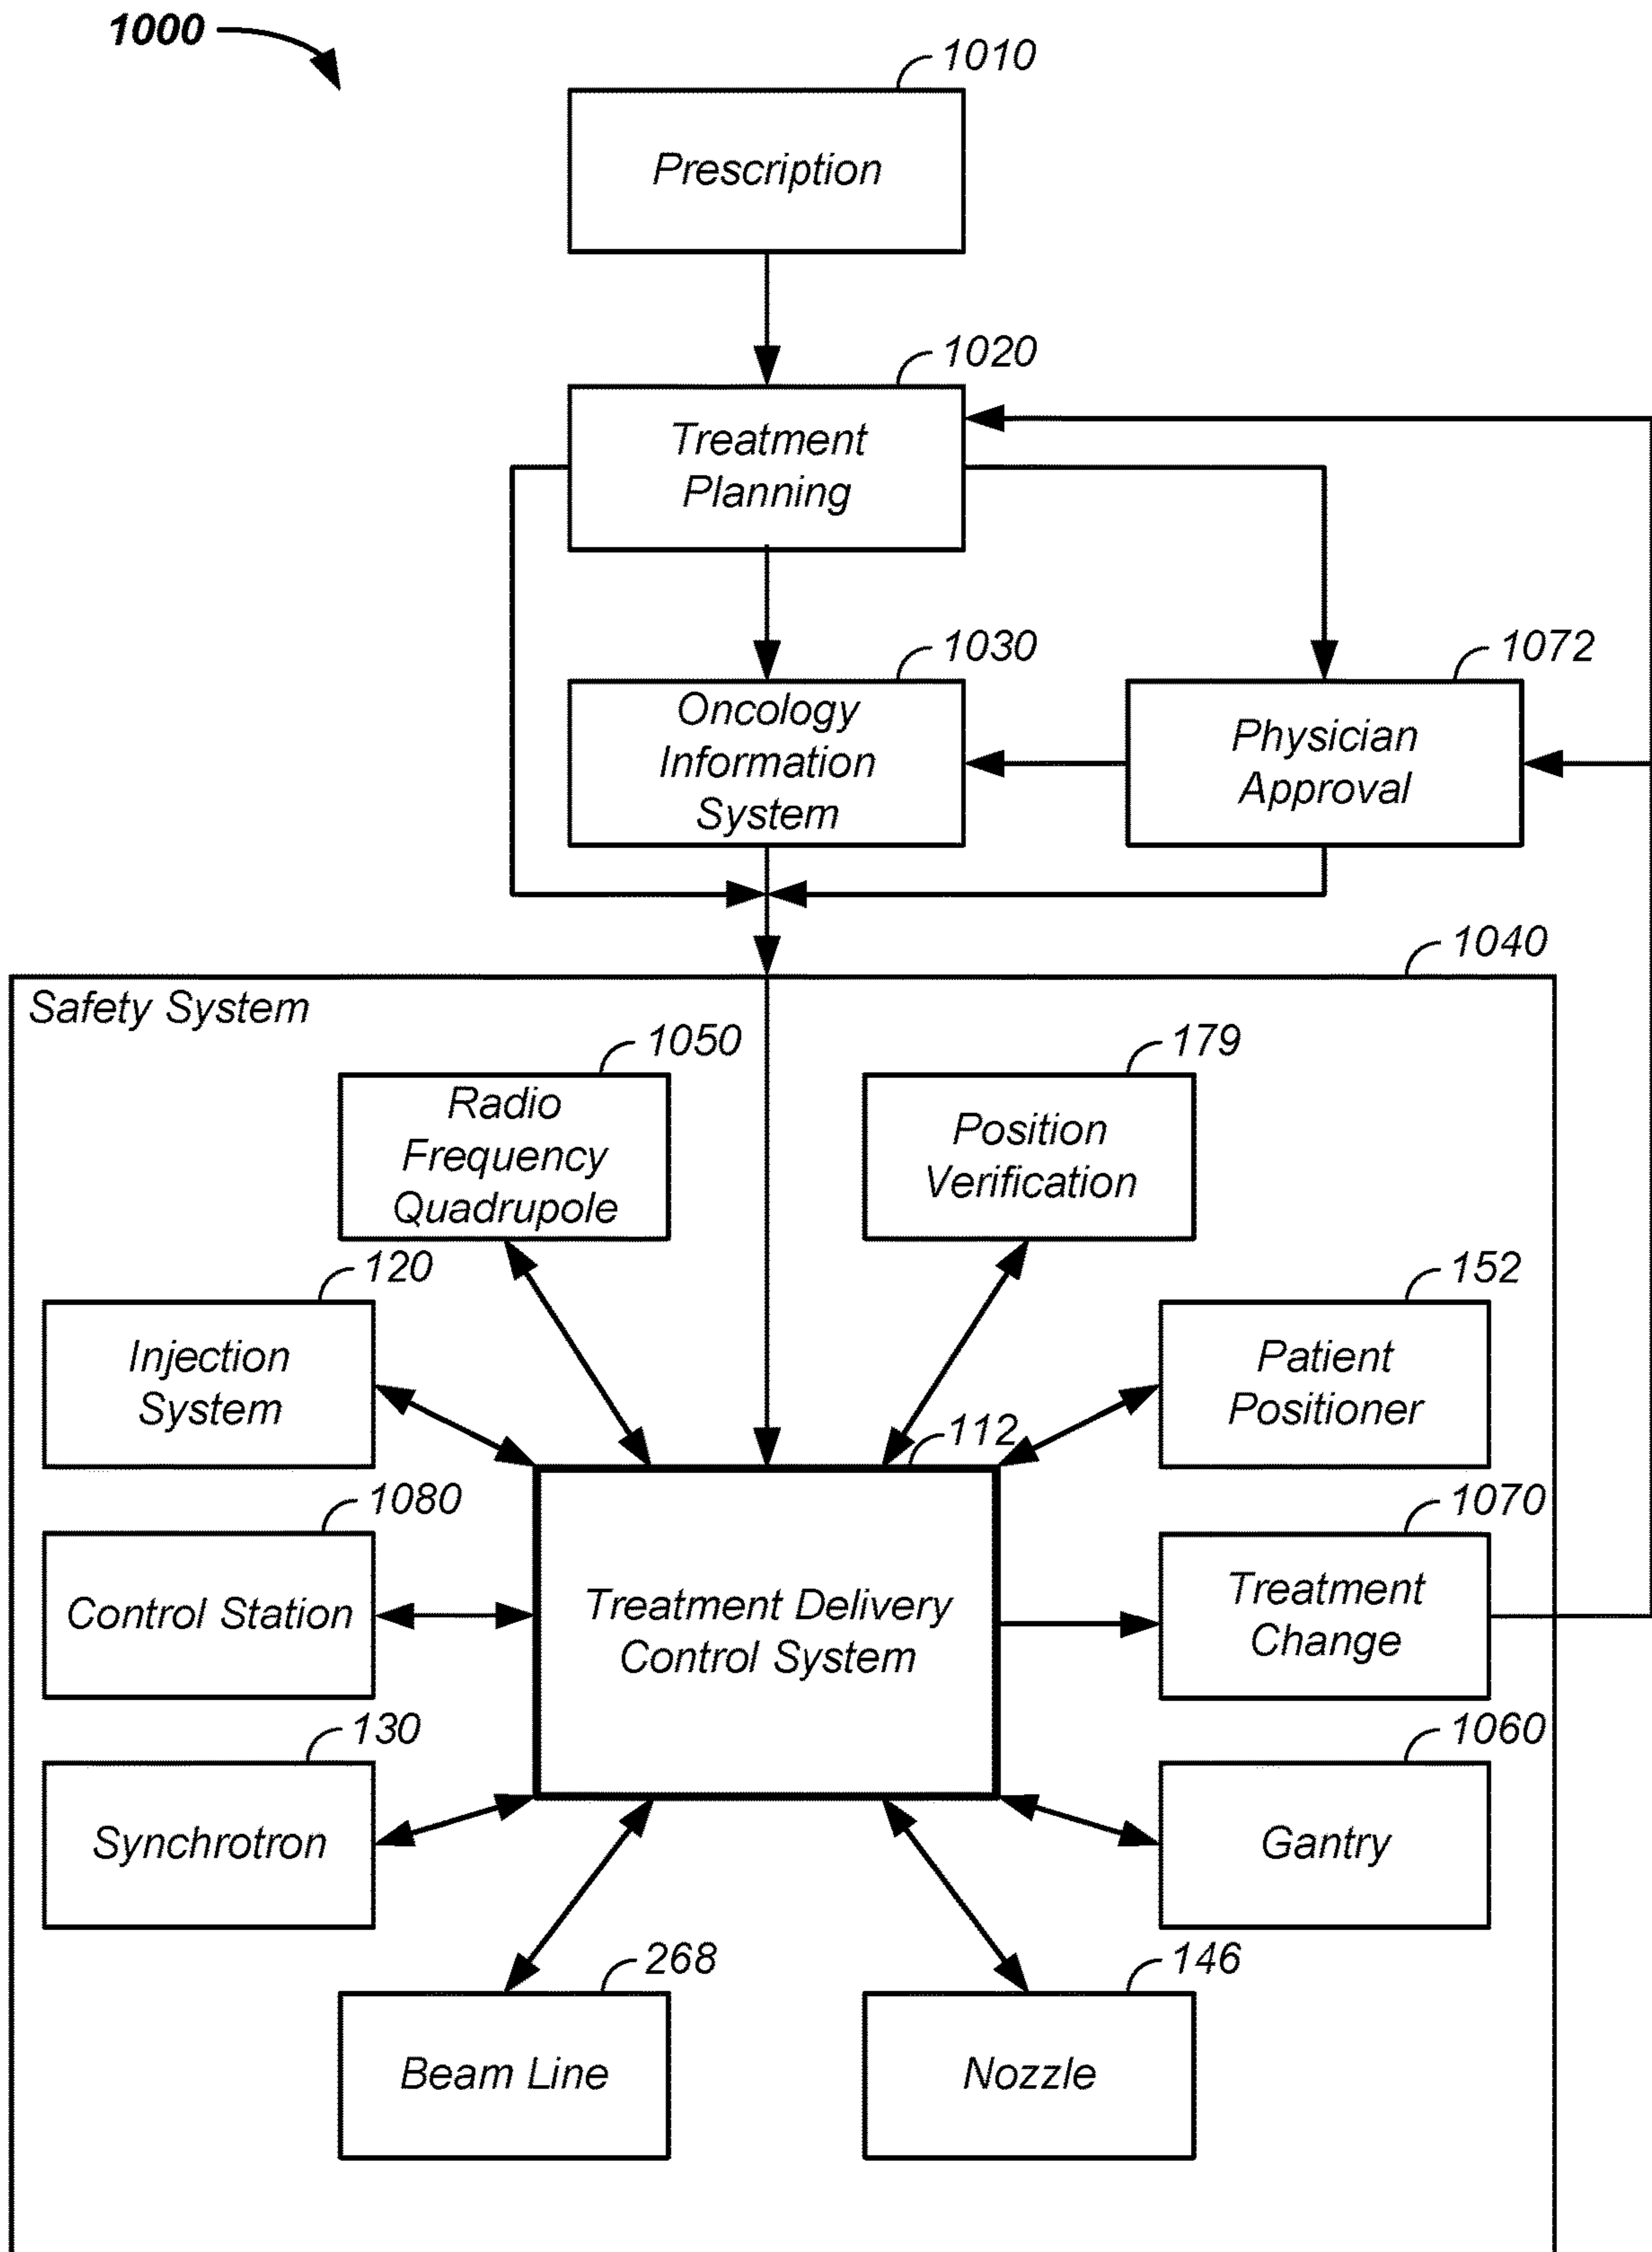 1000
1010
Prescription
1020
Treatment
Planning
1030
Oncology
Information
System
1072
Physician
Approval
1040
Safety System
1050
Radio
Frequency
Quadrupole
179
Position
Verification
120
Injection
System
152
Patient
Positioner
112
Treatment Delivery
Control System
1080
Control Station
1070
Treatment
Change
130
Synchrotron
1060
Gantry
268
Beam Line
146
Nozzle